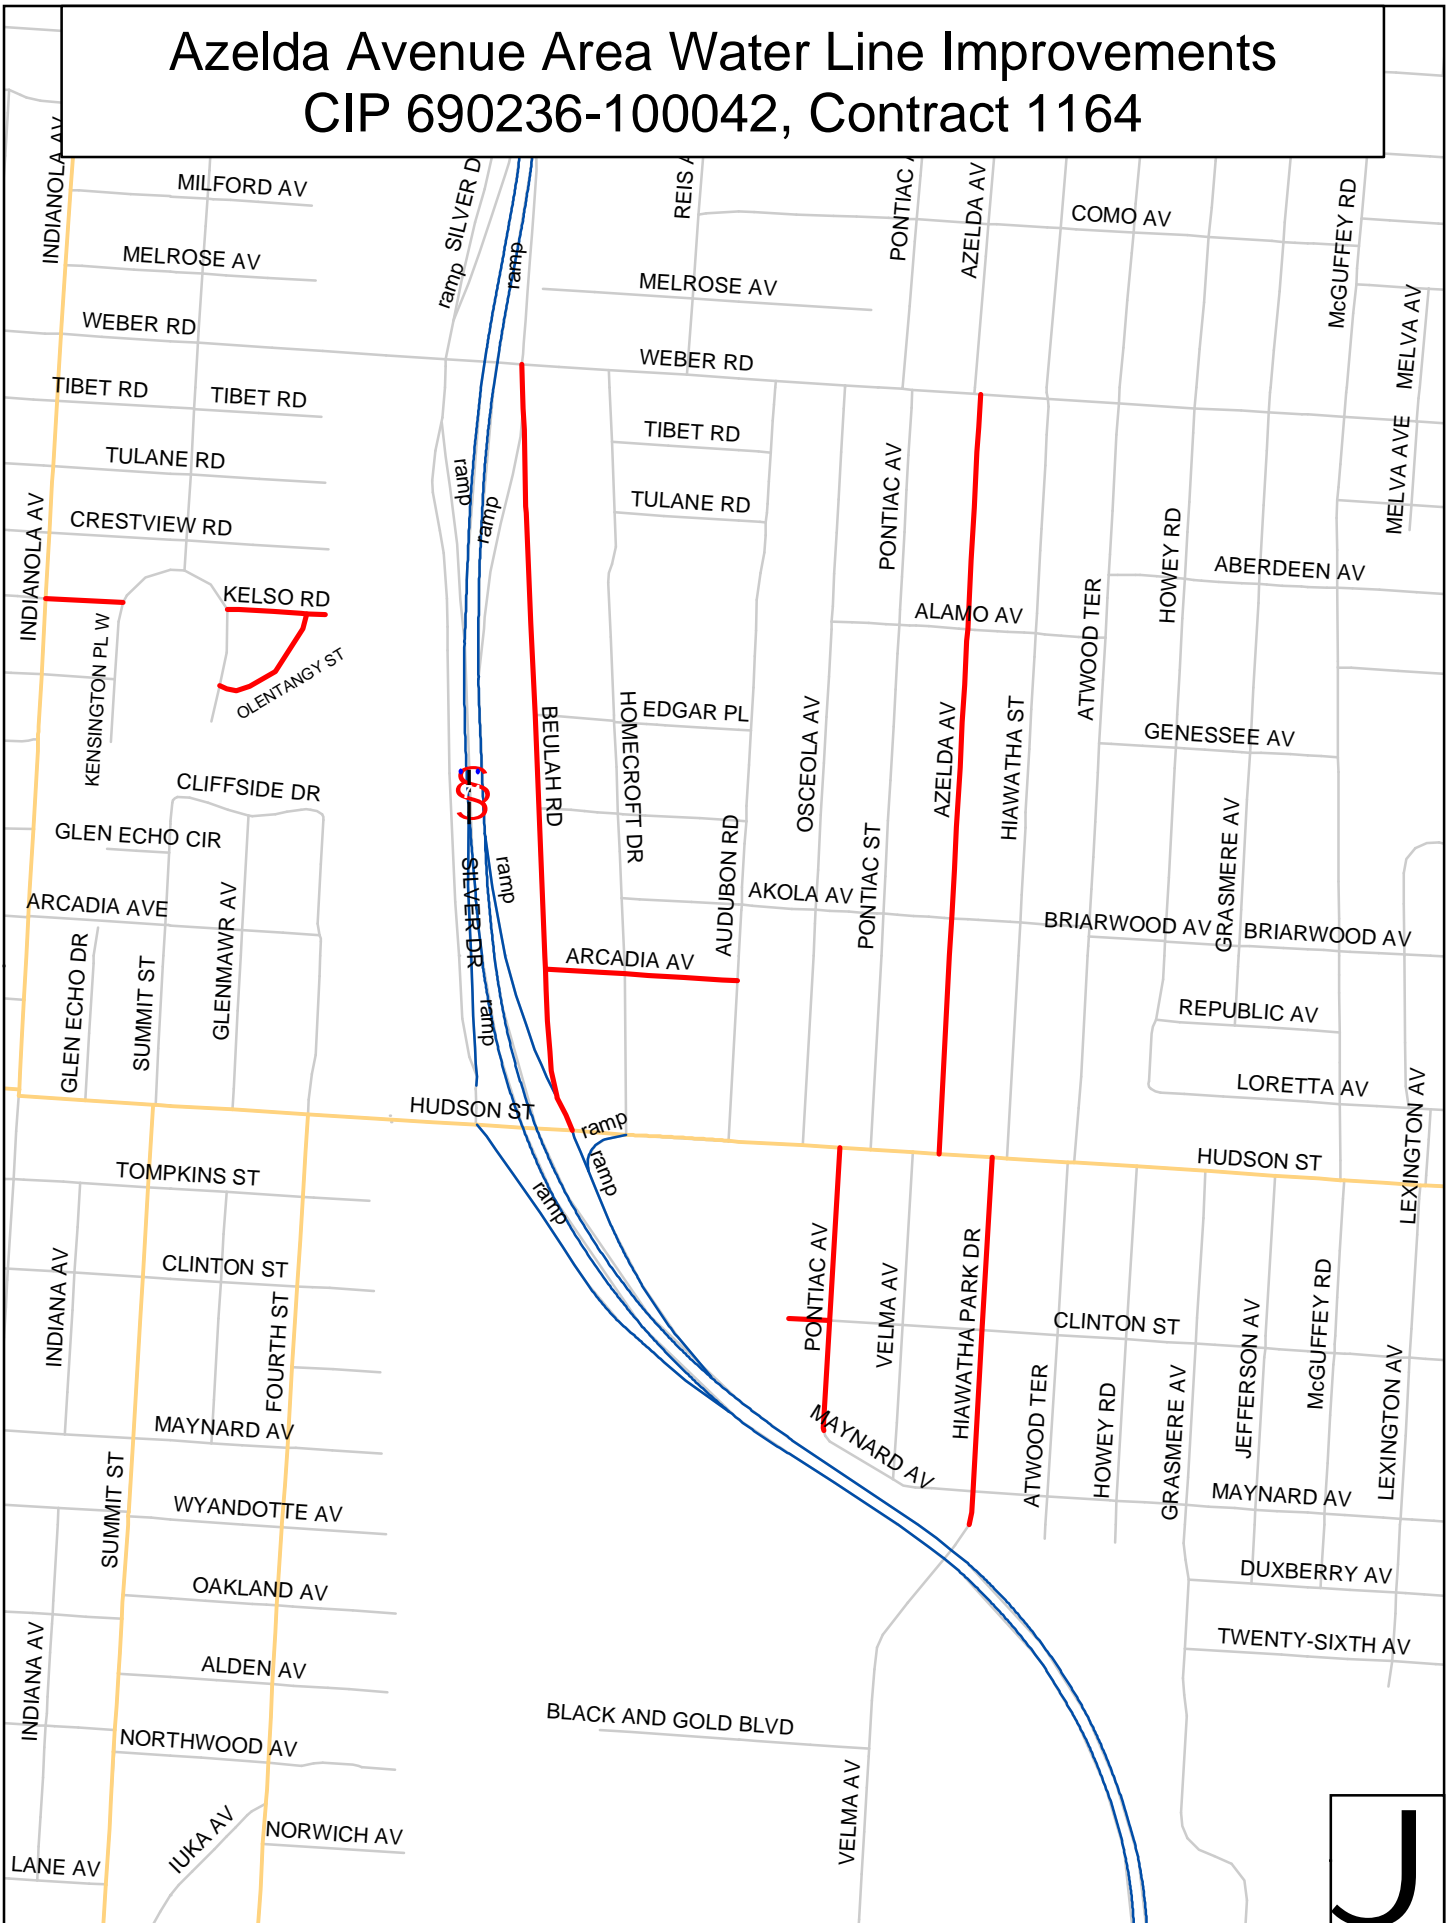 Azelda Avenue Area Water Line Improvements
CIP 690236-100042, Contract 1164
INDIANOLA AV
MILFORD AV
SILVER D
REIS A
PONTIAC A
AZELDA AV
COMO AV
McGUFFEY RD
MELROSE AV
ramp
ramp
MELROSE AV
MELVA AV
WEBER RD
WEBER RD
TIBET RD
TIBET RD
TIBET RD
MELVA AVE
TULANE RD
ramp
ramp
TULANE RD
PONTIAC AV
INDIANOLA AV
CRESTVIEW RD
HOWEY RD
ABERDEEN AV
KELSO RD
ALAMO AV
ATWOOD TER
KENSINGTON PL W
OLENTANGY ST
BEULAH RD
HOMECROFT DR
EDGAR PL
OSCEOLA AV
AZELDA AV
HIAWATHA ST
GENESSEE AV
CLIFFSIDE DR
GLEN ECHO CIR
SILVER DR
ramp
AUDUBON RD
PONTIAC ST
GRASMERE AV
ARCADIA AVE
GLENMAWR AV
AKOLA AV
BRIARWOOD AV
BRIARWOOD AV
GLEN ECHO DR
SUMMIT ST
ARCADIA AV
ramp
REPUBLIC AV
LORETTA AV
LEXINGTON AV
HUDSON ST
ramp
ramp
ramp
HUDSON ST
TOMPKINS ST
INDIANA AV
CLINTON ST
FOURTH ST
PONTIAC AV
VELMA AV
HIAWATHA PARK DR
CLINTON ST
JEFFERSON AV
McGUFFEY RD
MAYNARD AV
MAYNARD AV
ATWOOD TER
HOWEY RD
GRASMERE AV
LEXINGTON AV
SUMMIT ST
WYANDOTTE AV
MAYNARD AV
OAKLAND AV
DUXBERRY AV
INDIANA AV
ALDEN AV
TWENTY-SIXTH AV
BLACK AND GOLD BLVD
NORTHWOOD AV
VELMA AV
IUKA AV
NORWICH AV
LANE AV